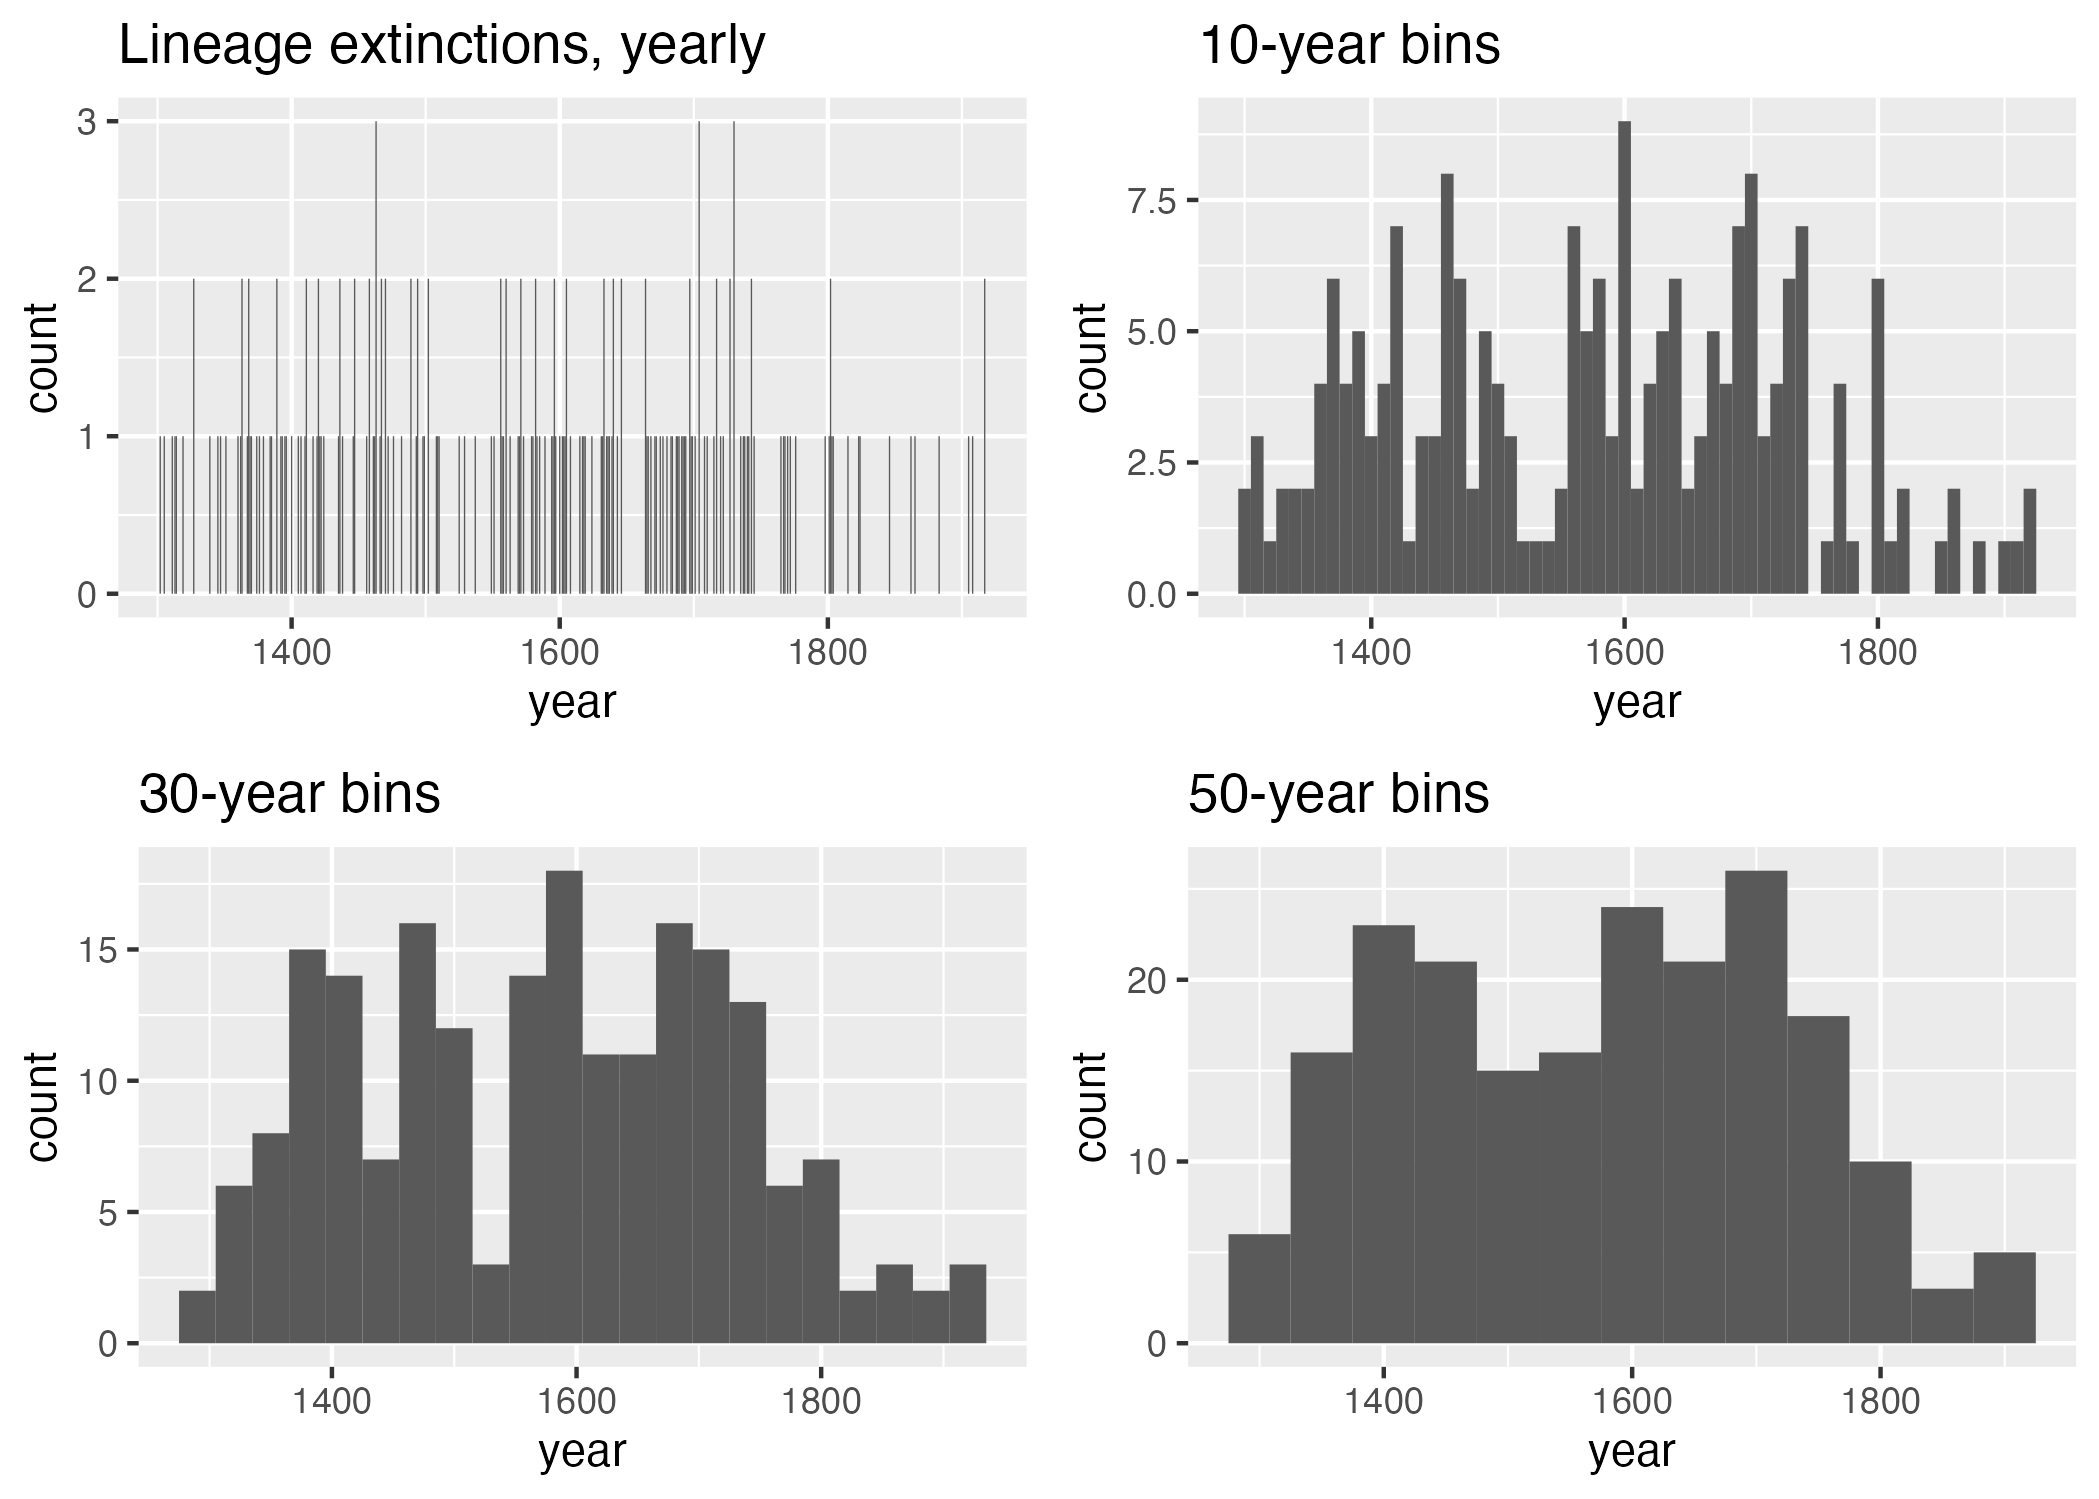 Lineage extinctions, yearly
count
3
2
1
0
1400 1600 1800
year
10-year bins
count
7.5
5.0
2.5
0.0
1400 1600 1800
year
30-year bins
count
15
10
5
0
1400 1600 1800
year
50-year bins
count
20
10
0
1400 1600 1800
year